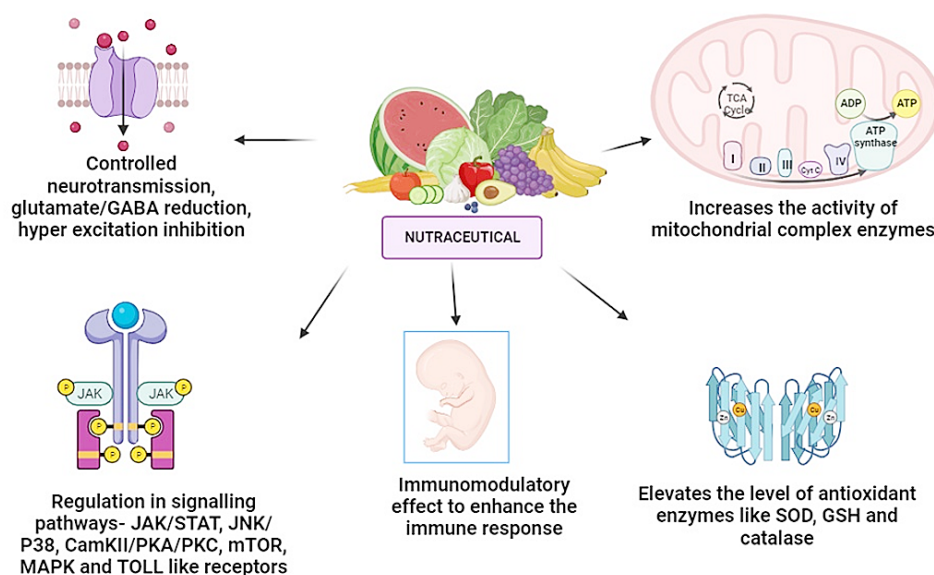 Controlled
neurotransmission,
glutamate/GABA reduction,
hyper excitation inhibition
NUTRACEUTICAL
TCA
Cycle
ADP
ATP
ATP
synthase
I
II
III
Cyt C
IV
Increases the activity of
mitochondrial complex enzymes
P
JAK
JAK
P
P
P
P
P
Regulation in signalling
pathways- JAK/STAT, JNK/
P38, CamKII/PKA/PKC, mTOR,
MAPK and TOLL like receptors
Immunomodulatory
effect to enhance the
immune response
Zn
Cu
Cu
Zn
Elevates the level of antioxidant
enzymes like SOD, GSH and
catalase